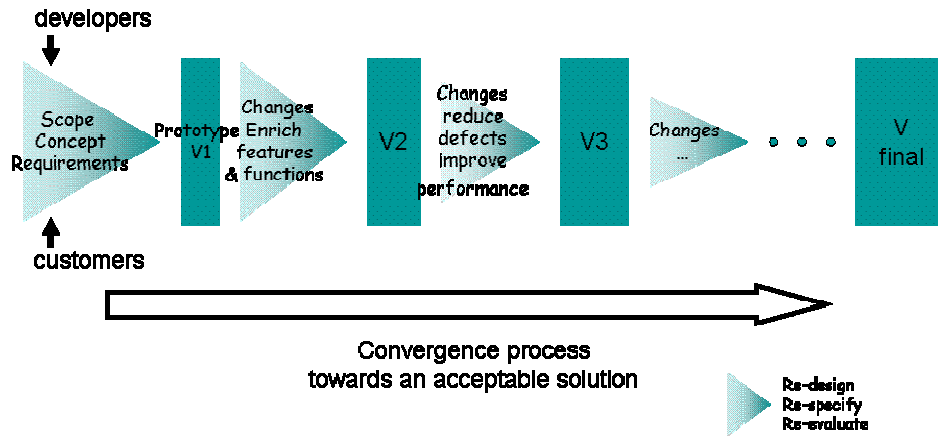 developers
Scope
Concept
Requirements
customers
Prototype
V1
Changes
Enrich
features
& functions
V2
Changes
reduce
defects
improve
performance
V3
Changes
...
V
final
Convergence process
towards an acceptable solution
Re-design
Re-specify
Re-evaluate